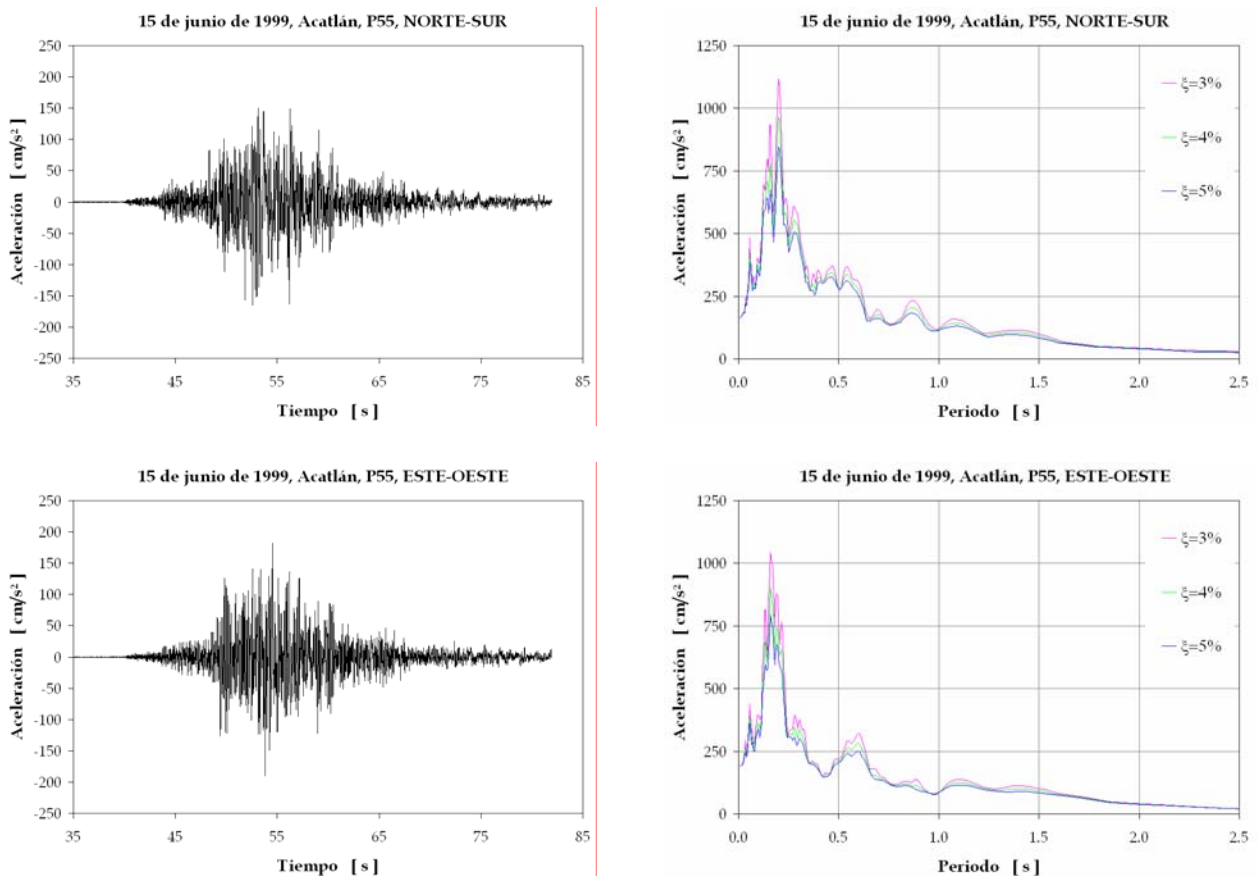 15 de junio de 1999, Acatlán, P55, NORTE-SUR
250
200
150
100
50
0
-50
-100
-150
-200
-250
Aceleración [ cm/s² ]
35 45 55 65 75 85
Tiempo [ s ]
15 de junio de 1999, Acatlán, P55, NORTE-SUR
1250
1000
750
500
250
0
Aceleración [ cm/s² ]
ξ=3%
ξ=4%
ξ=5%
0.0 0.5 1.0 1.5 2.0 2.5
Periodo [ s ]
15 de junio de 1999, Acatlán, P55, ESTE-OESTE
250
200
150
100
50
0
-50
-100
-150
-200
-250
Aceleración [ cm/s² ]
35 45 55 65 75 85
Tiempo [ s ]
15 de junio de 1999, Acatlán, P55, ESTE-OESTE
1250
1000
750
500
250
0
Aceleración [ cm/s² ]
ξ=3%
ξ=4%
ξ=5%
0.0 0.5 1.0 1.5 2.0 2.5
Periodo [ s ]